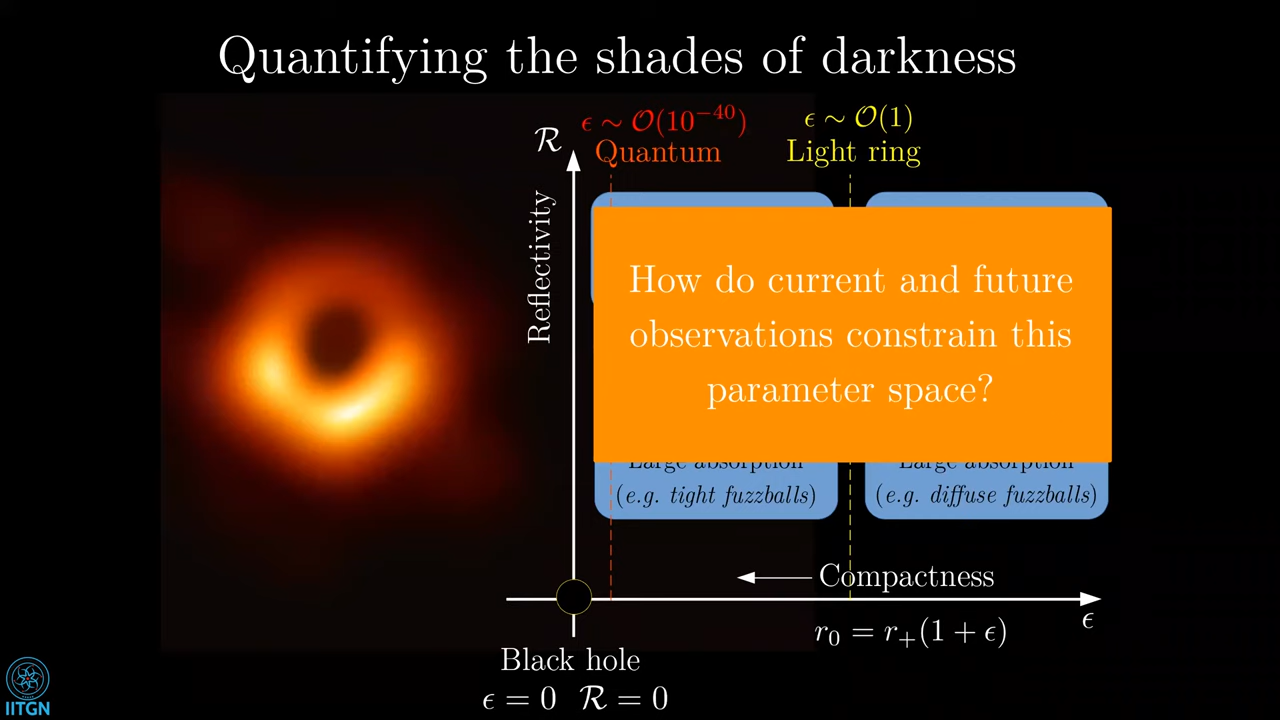 Quantifying the shades of darkness
ϵ ∼ 𝒪(10⁻⁴⁰)
Quantum
ϵ ∼ 𝒪(1)
Light ring
ℛ
Reflectivity
How do current and future
observations constrain this
parameter space?
Large absorption
(e.g. tight fuzzballs)
Large absorption
(e.g. diffuse fuzzballs)
Compactness
ϵ
r₀ = r₊(1 + ϵ)
Black hole
ϵ = 0 ℛ = 0
IITGN